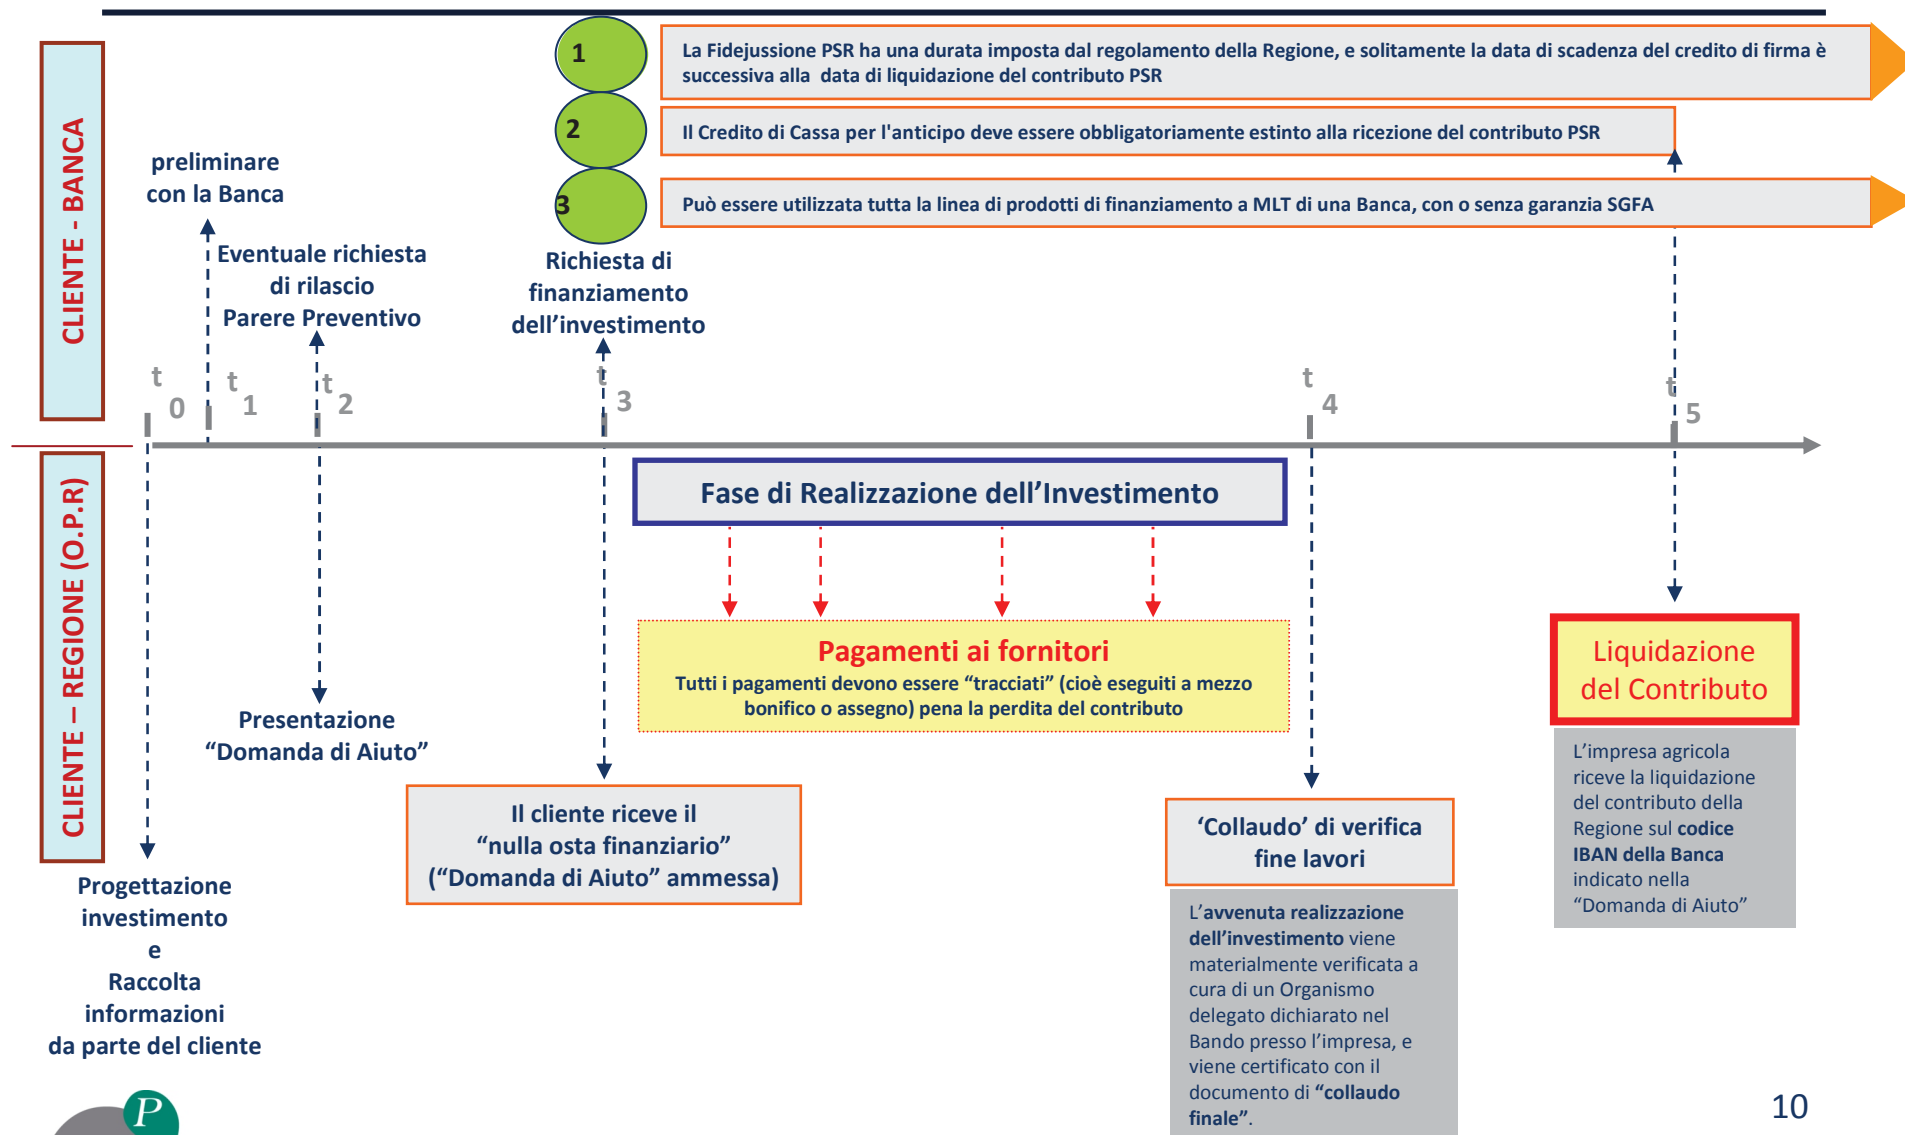 1
La Fidejussione PSR ha una durata imposta dal regolamento della Regione, e solitamente la data di scadenza del credito di firma è
successiva alla data di liquidazione del contributo PSR
2
Il Credito di Cassa per l'anticipo deve essere obbligatoriamente estinto alla ricezione del contributo PSR
3
Può essere utilizzata tutta la linea di prodotti di finanziamento a MLT di una Banca, con o senza garanzia SGFA
CLIENTE - BANCA
preliminare
con la Banca
Eventuale richiesta
di rilascio
Parere Preventivo
Richiesta di
finanziamento
dell’investimento
t 0
t 1
t 2
t 3
t 4
t 5
CLIENTE – REGIONE (O.P.R)
Fase di Realizzazione dell’Investimento
Pagamenti ai fornitori
Tutti i pagamenti devono essere “tracciati” (cioè eseguiti a mezzo
bonifico o assegno) pena la perdita del contributo
Liquidazione
del Contributo
L’impresa agricola
riceve la liquidazione
del contributo della
Regione sul codice
IBAN della Banca
indicato nella
“Domanda di Aiuto”
Presentazione
“Domanda di Aiuto”
Il cliente riceve il
“nulla osta finanziario”
(“Domanda di Aiuto” ammessa)
‘Collaudo’ di verifica
fine lavori
L’avvenuta realizzazione
dell’investimento viene
materialmente verificata a
cura di un Organismo
delegato dichiarato nel
Bando presso l’impresa, e
viene certificato con il
documento di “collaudo
finale”.
Progettazione
investimento
e
Raccolta
informazioni
da parte del cliente
P
10